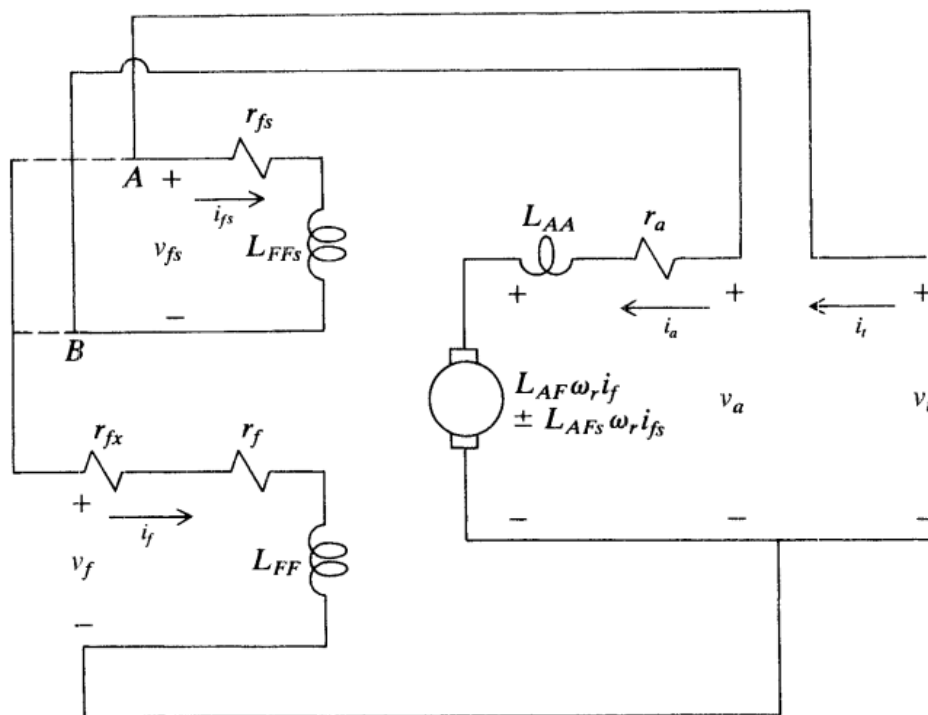 r_fs
A
+
i_fs
v_fs
L_FFs
−
B
r_fx
r_f
+
i_f
v_f
L_FF
−
L_AA
r_a
+
+
+
i_a
i_t
L_AF ω_r i_f
± L_AFs ω_r i_fs
v_a
−
−
−